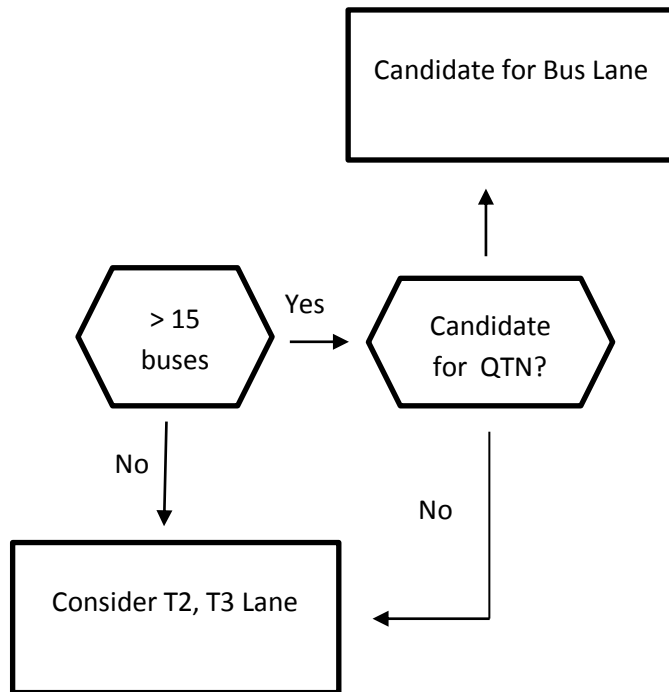 Candidate for Bus Lane
> 15
buses
Yes
Candidate
for QTN?
No
No
Consider T2, T3 Lane